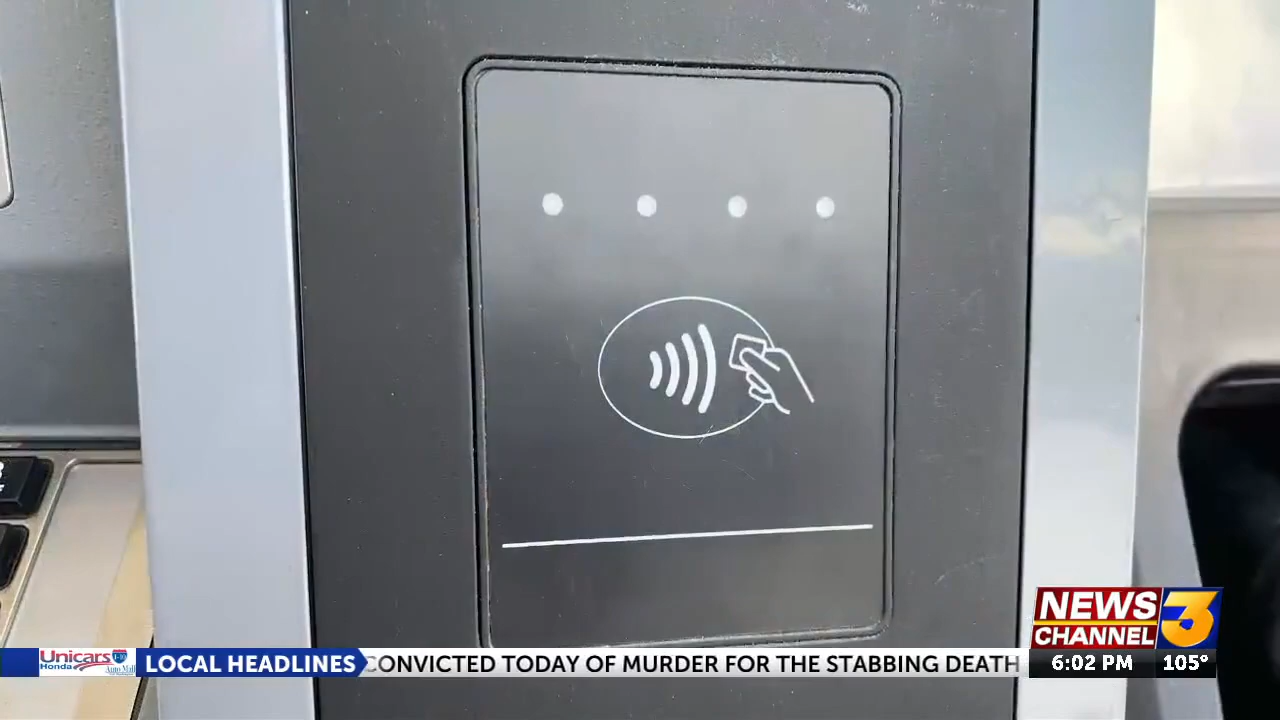 Unicars
Honda
LOCAL HEADLINES
CONVICTED TODAY OF MURDER FOR THE STABBING DEATH
NEWS
CHANNEL 3
6:02 PM 105°